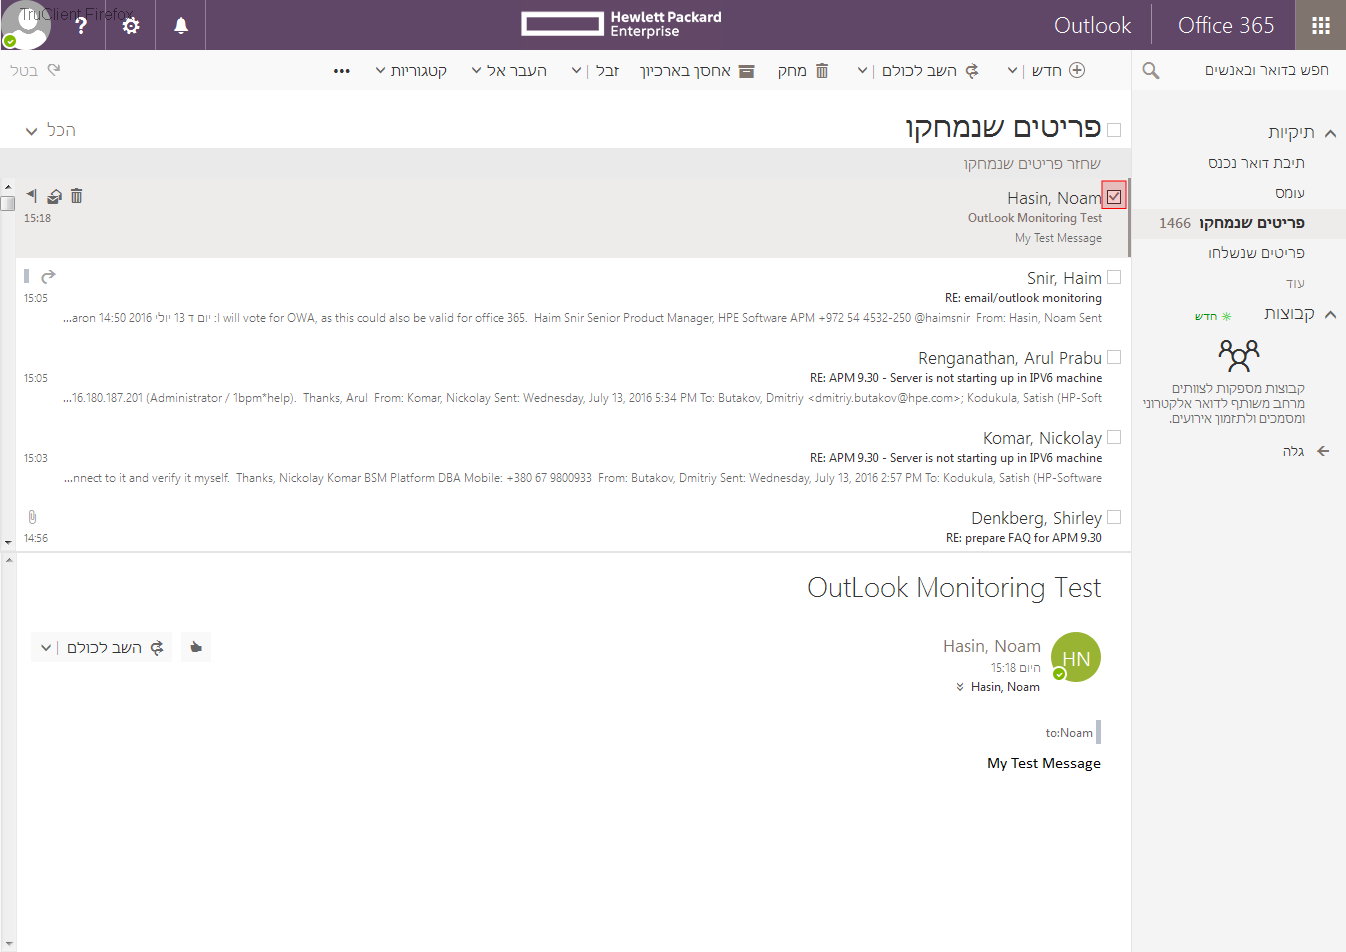 TruClient Firefox
?
Hewlett Packard
Enterprise
Outlook
Office 365
חפש בדואר ובאנשים
חדש
השב לכולם
מחק
אחסן בארכיון
זבל
העבר אל
קטגוריות
•••
בטל
תיקיות
תיבת דואר נכנס
עומס
פריטים שנמחקו 1466
פריטים שנשלחו
עוד
קבוצות
חדש
קבוצות מספקות לצוותים
מרחב משותף לדואר אלקטרוני
ומסמכים ולתזמון אירועים.
גלה
פריטים שנמחקו
הכל
שחזר פריטים שנמחקו
Hasin, Noam
OutLook Monitoring Test
15:18
My Test Message
Snir, Haim
RE: email/outlook monitoring
15:05
...aron 14:50 2016 יום ד 13 יולי :I will vote for OWA, as this could also be valid for office 365. Haim Snir Senior Product Manager, HPE Software APM +972 54 4532-250 @haimsnir From: Hasin, Noam Sent
Renganathan, Arul Prabu
RE: APM 9.30 - Server is not starting up in IPV6 machine
15:05
...16.180.187.201 (Administrator / 1bpm*help). Thanks, Arul From: Komar, Nickolay Sent: Wednesday, July 13, 2016 5:34 PM To: Butakov, Dmitriy <dmitriy.butakov@hpe.com>; Kodukula, Satish (HP-Soft
Komar, Nickolay
RE: APM 9.30 - Server is not starting up in IPV6 machine
15:03
...nnect to it and verify it myself. Thanks, Nickolay Komar BSM Platform DBA Mobile: +380 67 9800933 From: Butakov, Dmitriy Sent: Wednesday, July 13, 2016 2:57 PM To: Kodukula, Satish (HP-Software
Denkberg, Shirley
RE: prepare FAQ for APM 9.30
14:56
OutLook Monitoring Test
HN
Hasin, Noam
היום 15:18
Hasin, Noam
השב לכולם
to:Noam
My Test Message